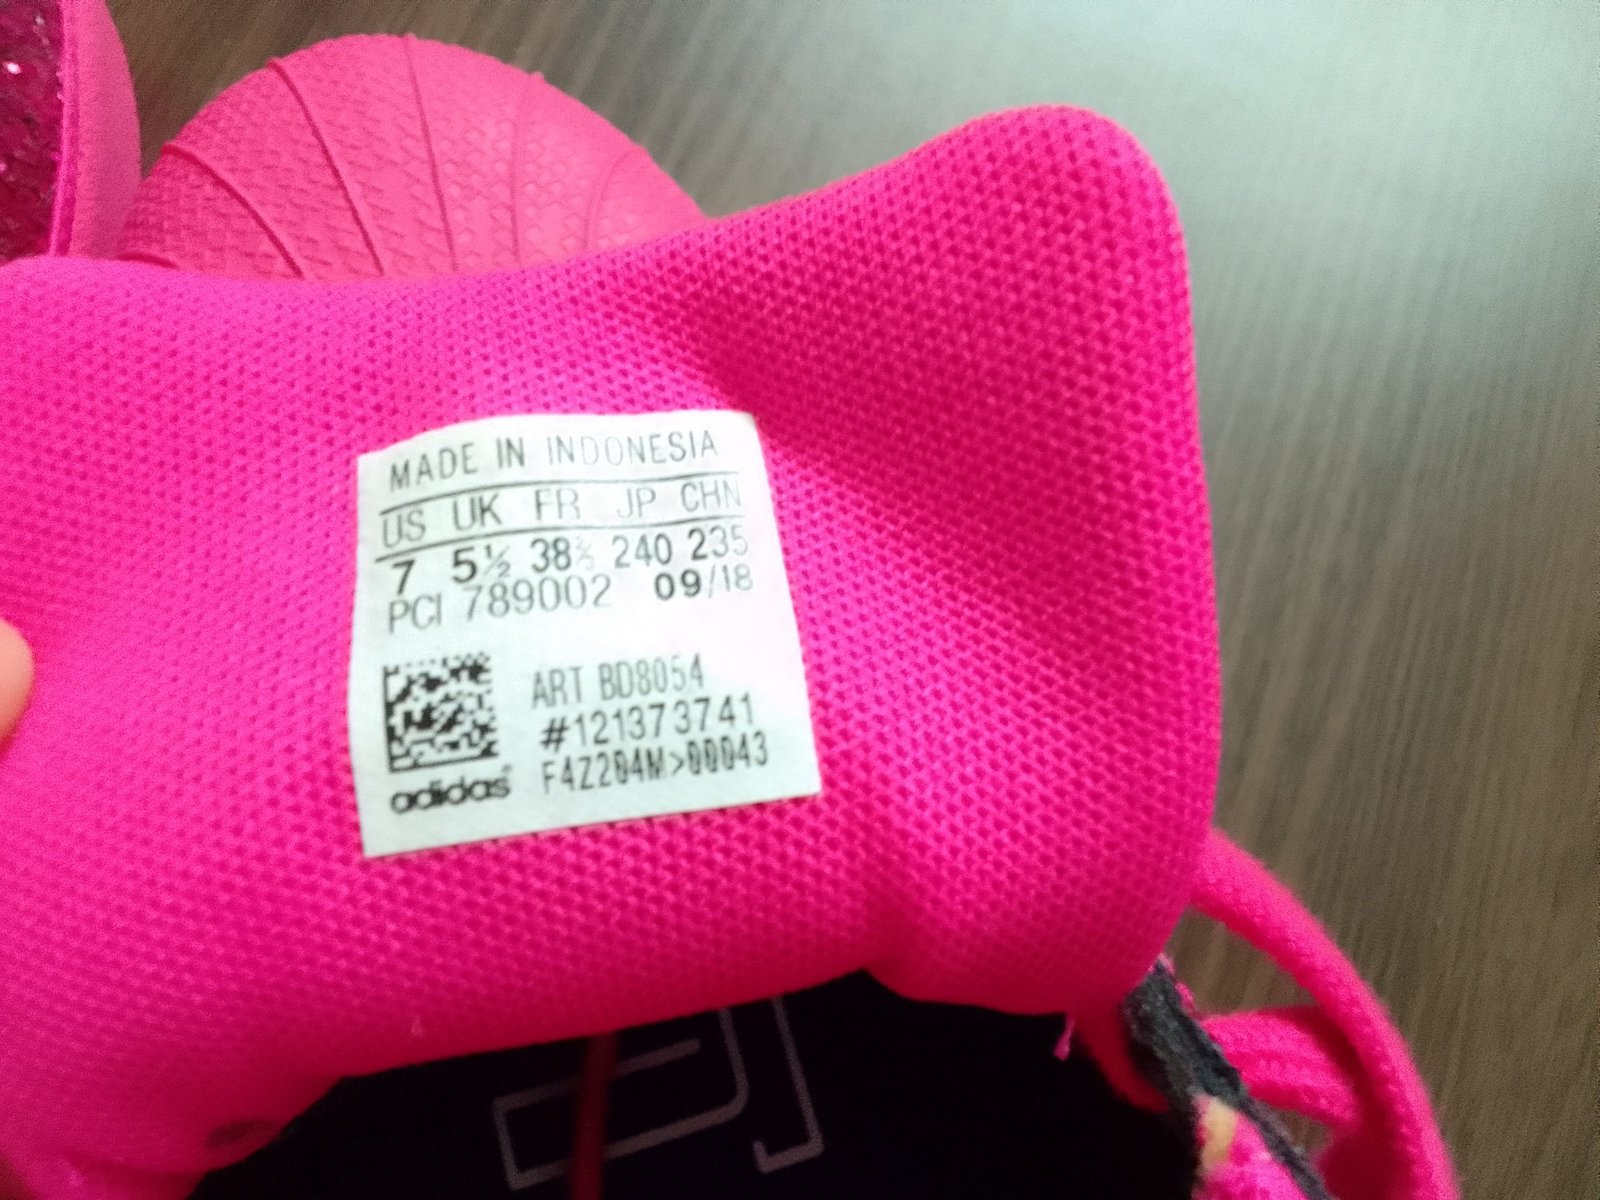 MADE IN INDONESIA
US UK FR JP CHN
7 5½ 38⅔ 240 235
PCI 789002 09/18
ART BD8054
#121373741
F4Z204M>00043
adidas